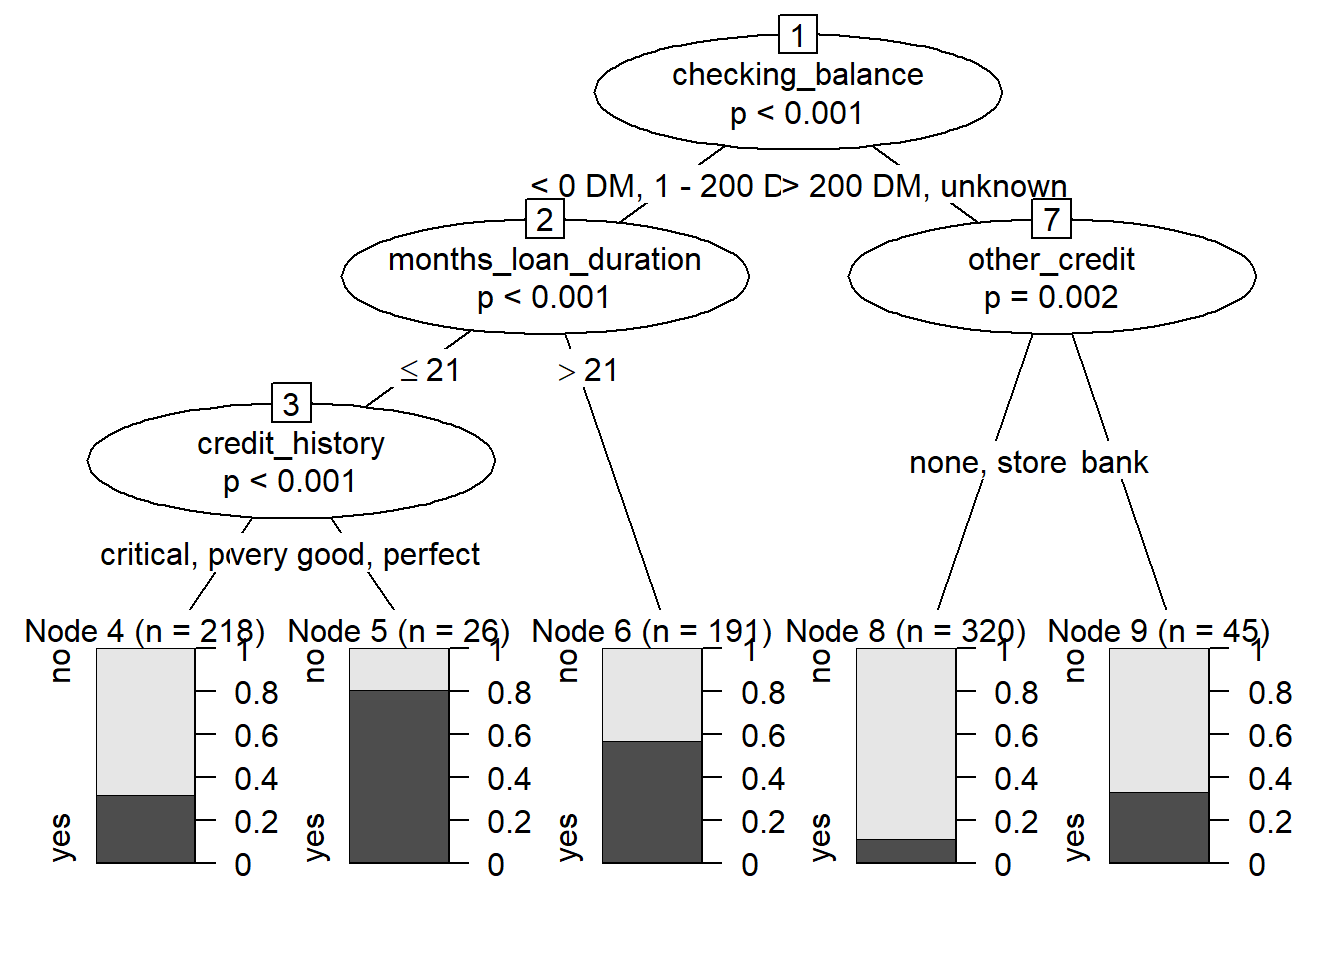 1
checking_balance
p < 0.001
< 0 DM, 1 - 200 D
> 200 DM, unknown
2
months_loan_duration
p < 0.001
7
other_credit
p = 0.002
≤ 21
> 21
3
credit_history
p < 0.001
none, store
bank
critical, p
very good, perfect
Node 4 (n = 218)
no
yes
1
0.8
0.6
0.4
0.2
0
Node 5 (n = 26)
no
yes
1
0.8
0.6
0.4
0.2
0
Node 6 (n = 191)
no
yes
1
0.8
0.6
0.4
0.2
0
Node 8 (n = 320)
no
yes
1
0.8
0.6
0.4
0.2
0
Node 9 (n = 45)
no
yes
1
0.8
0.6
0.4
0.2
0